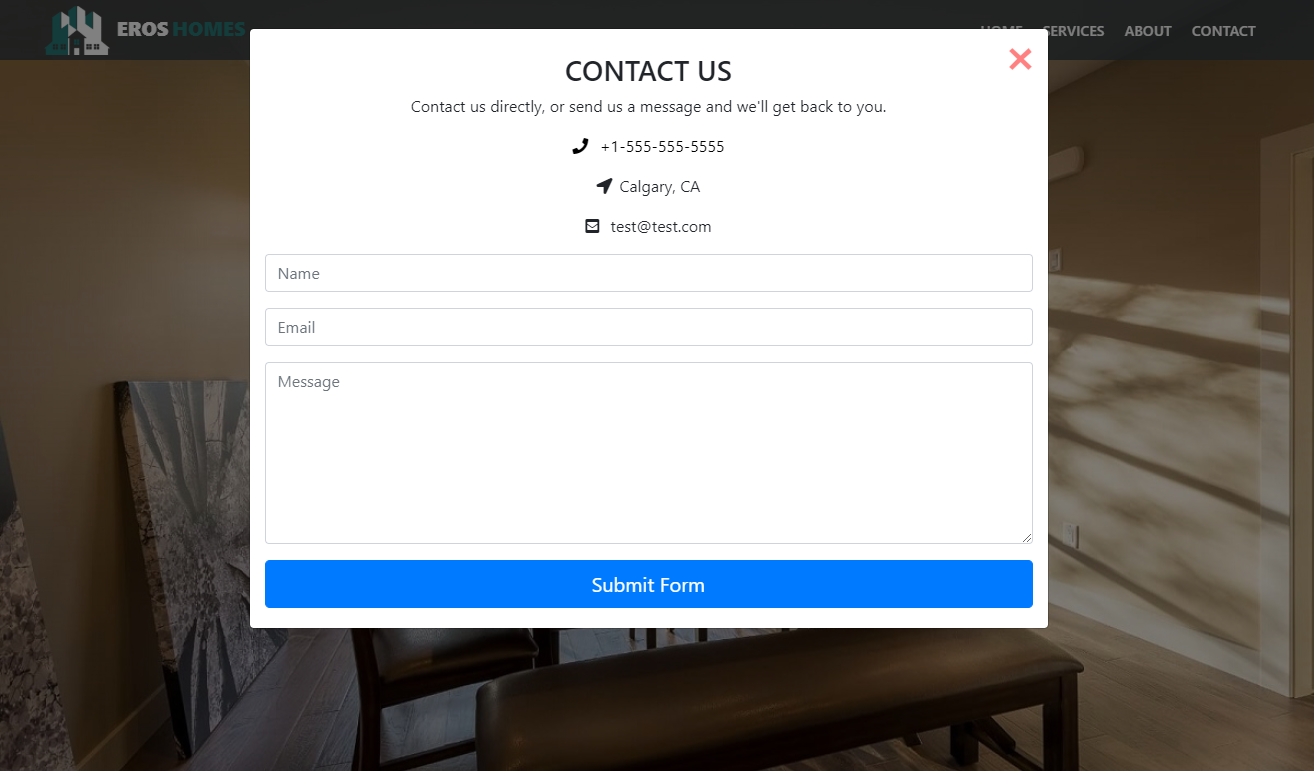 EROS HOMES
HOME SERVICES ABOUT CONTACT
CONTACT US
Contact us directly, or send us a message and we'll get back to you.
+1-555-555-5555
Calgary, CA
test@test.com
Name
Email
Message
Submit Form